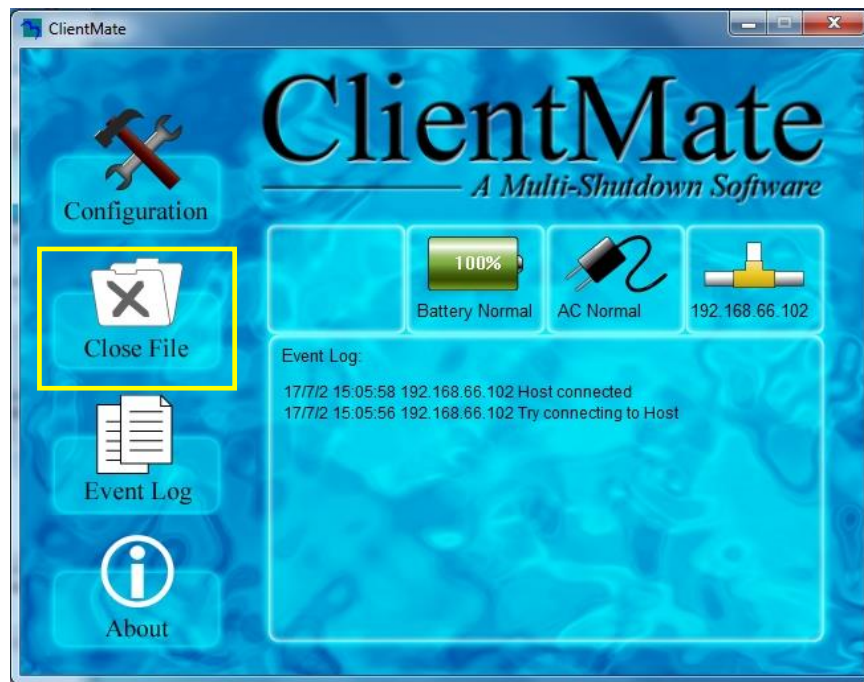 ClientMate
ClientMate
A Multi-Shutdown Software
Configuration
Close File
Event Log
About
100%
Battery Normal
AC Normal
192.168.66.102
Event Log:
17/7/2 15:05:58 192.168.66.102 Host connected
17/7/2 15:05:56 192.168.66.102 Try connecting to Host